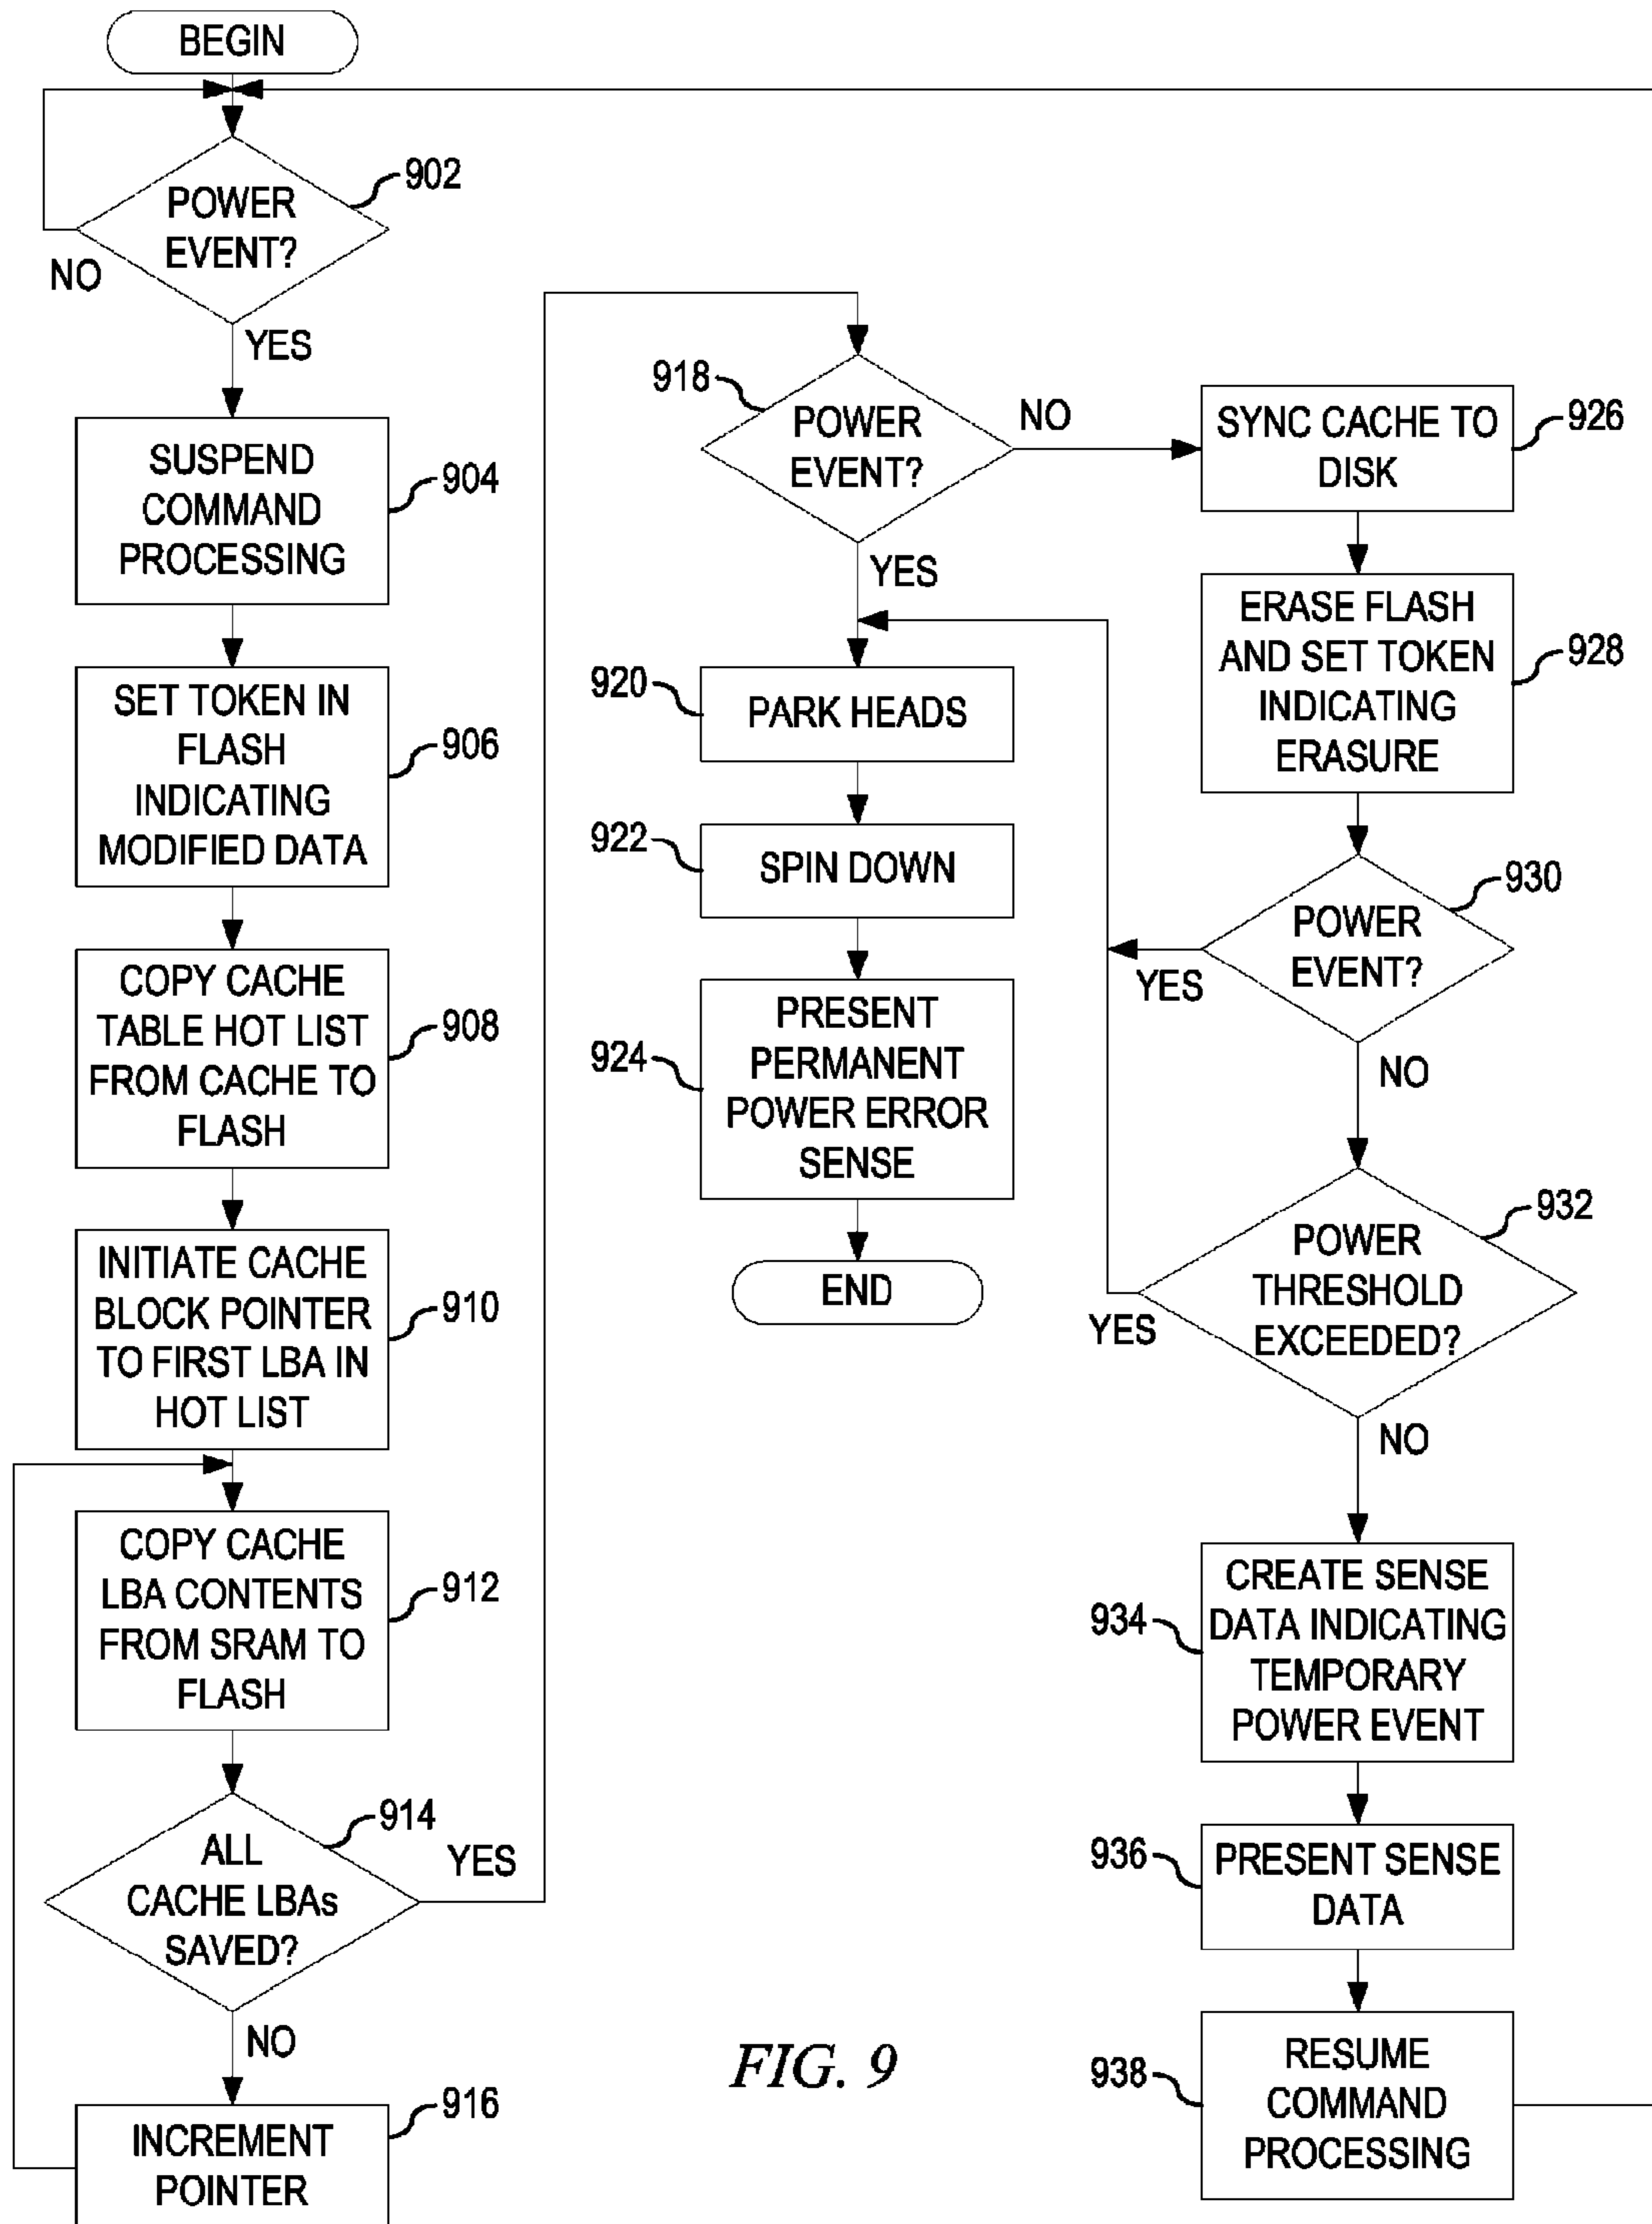 BEGIN
POWER
EVENT?
902
NO
YES
SUSPEND
COMMAND
PROCESSING
904
SET TOKEN IN
FLASH
INDICATING
MODIFIED DATA
906
COPY CACHE
TABLE HOT LIST
FROM CACHE TO
FLASH
908
INITIATE CACHE
BLOCK POINTER
TO FIRST LBA IN
HOT LIST
910
COPY CACHE
LBA CONTENTS
FROM SRAM TO
FLASH
912
ALL
CACHE LBAs
SAVED?
914
YES
NO
INCREMENT
POINTER
916
918
POWER
EVENT?
NO
YES
920
PARK HEADS
922
SPIN DOWN
924
PRESENT
PERMANENT
POWER ERROR
SENSE
END
SYNC CACHE TO
DISK
926
ERASE FLASH
AND SET TOKEN
INDICATING
ERASURE
928
POWER
EVENT?
930
YES
NO
POWER
THRESHOLD
EXCEEDED?
932
YES
NO
934
CREATE SENSE
DATA INDICATING
TEMPORARY
POWER EVENT
936
PRESENT SENSE
DATA
938
RESUME
COMMAND
PROCESSING
FIG. 9